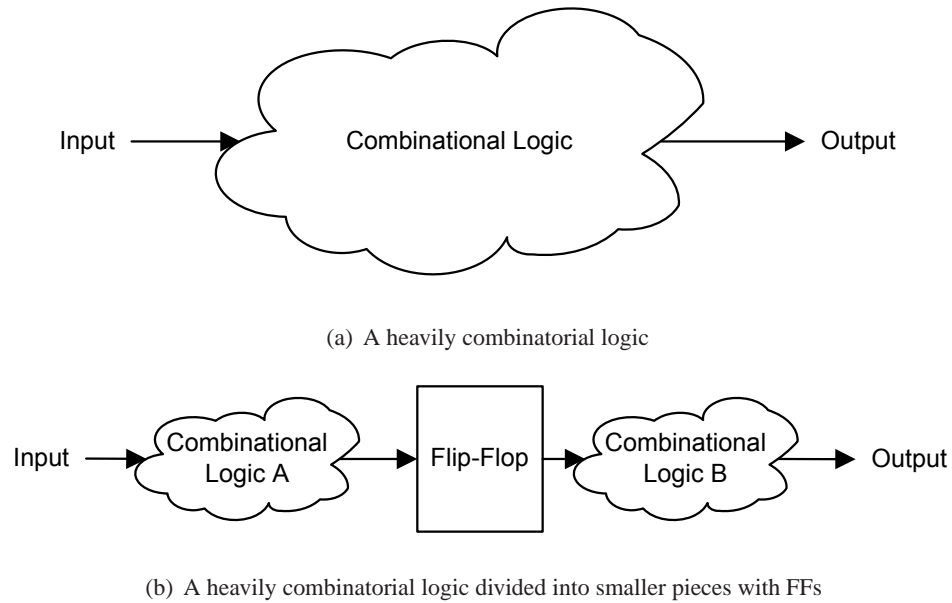 Input
Combinational Logic
Output
(a) A heavily combinatorial logic
Input
Combinational
Logic A
Flip-Flop
Combinational
Logic B
Output
(b) A heavily combinatorial logic divided into smaller pieces with FFs